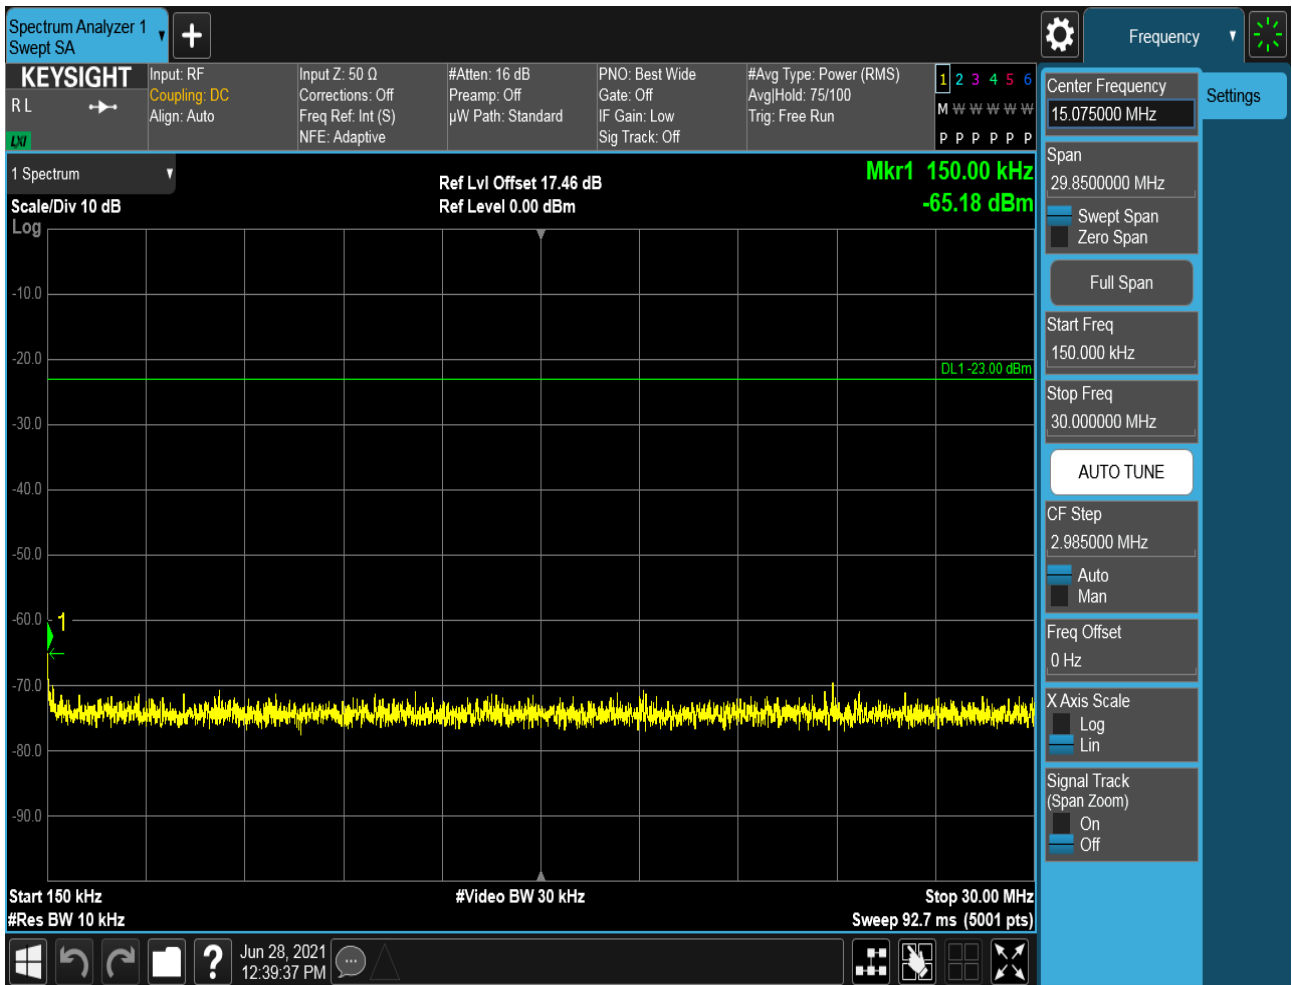 Spectrum Analyzer 1
Swept SA
Frequency
KEYSIGHT
R L
LXI
Input: RF
Coupling: DC
Align: Auto
Input Z: 50 Ω
Corrections: Off
Freq Ref: Int (S)
NFE: Adaptive
#Atten: 16 dB
Preamp: Off
µW Path: Standard
PNO: Best Wide
Gate: Off
IF Gain: Low
Sig Track: Off
#Avg Type: Power (RMS)
Avg|Hold: 75/100
Trig: Free Run
1 2 3 4 5 6
M W W W W W
P P P P P P
1 Spectrum
Scale/Div 10 dB
Log
Ref Lvl Offset 17.46 dB
Ref Level 0.00 dBm
Mkr1 150.00 kHz
-65.18 dBm
-10.0
-20.0
DL1 -23.00 dBm
-30.0
-40.0
-50.0
-60.0
1
-70.0
-80.0
-90.0
Start 150 kHz
#Video BW 30 kHz
Stop 30.00 MHz
#Res BW 10 kHz
Sweep 92.7 ms (5001 pts)
Center Frequency
15.075000 MHz
Settings
Span
29.8500000 MHz
Swept Span
Zero Span
Full Span
Start Freq
150.000 kHz
Stop Freq
30.000000 MHz
AUTO TUNE
CF Step
2.985000 MHz
Auto
Man
Freq Offset
0 Hz
X Axis Scale
Log
Lin
Signal Track
(Span Zoom)
On
Off
?
Jun 28, 2021
12:39:37 PM